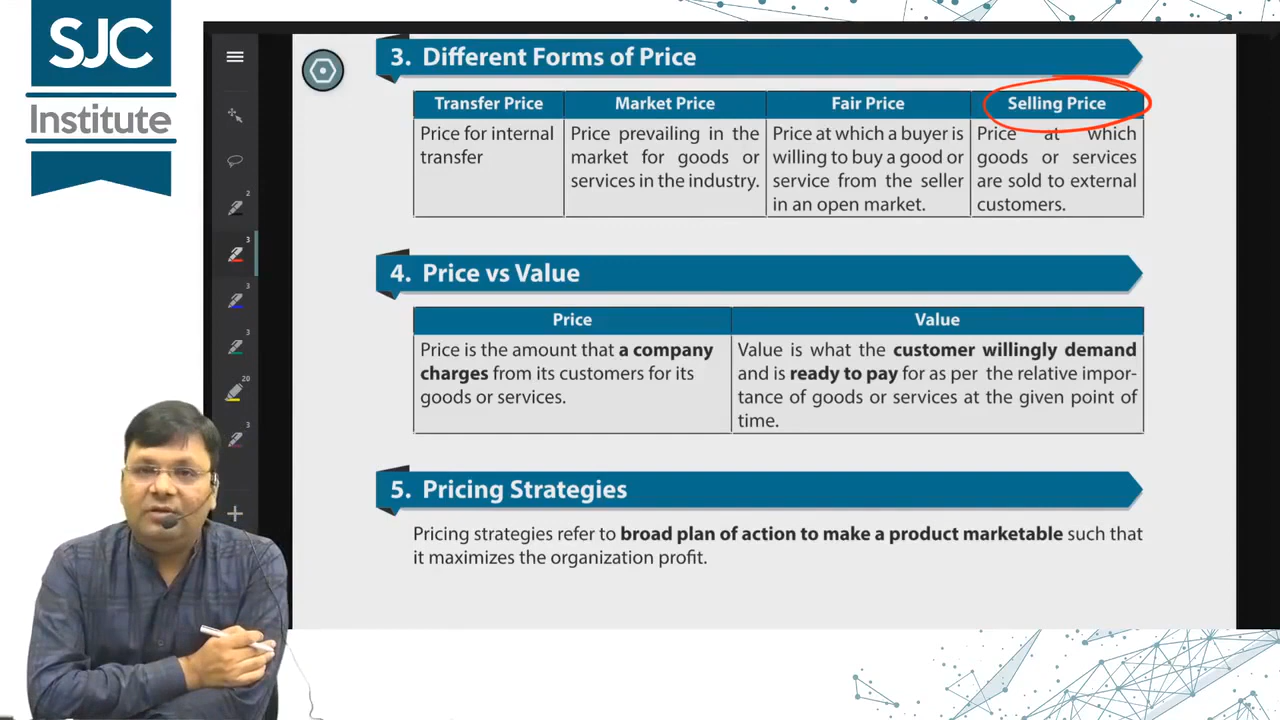 SJC
Institute
3. Different Forms of Price
Transfer Price
Market Price
Fair Price
Selling Price
Price for internal
transfer
Price prevailing in the
market for goods or
services in the industry.
Price at which a buyer is
willing to buy a good or
service from the seller
in an open market.
Price at which
goods or services
are sold to external
customers.
4. Price vs Value
Price
Value
Price is the amount that a company
charges from its customers for its
goods or services.
Value is what the customer willingly demand
and is ready to pay for as per the relative impor-
tance of goods or services at the given point of
time.
5. Pricing Strategies
Pricing strategies refer to broad plan of action to make a product marketable such that
it maximizes the organization profit.
2
3
3
3
20
3